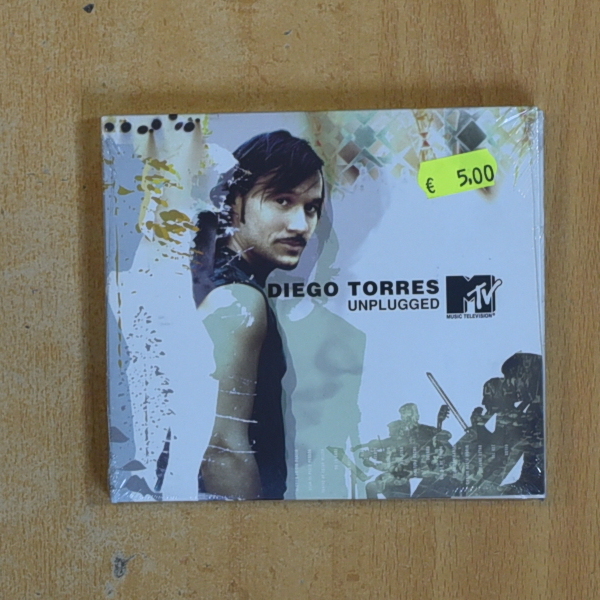 € 5,00
DIEGO TORRES
UNPLUGGED
MTV
MUSIC TELEVISION®